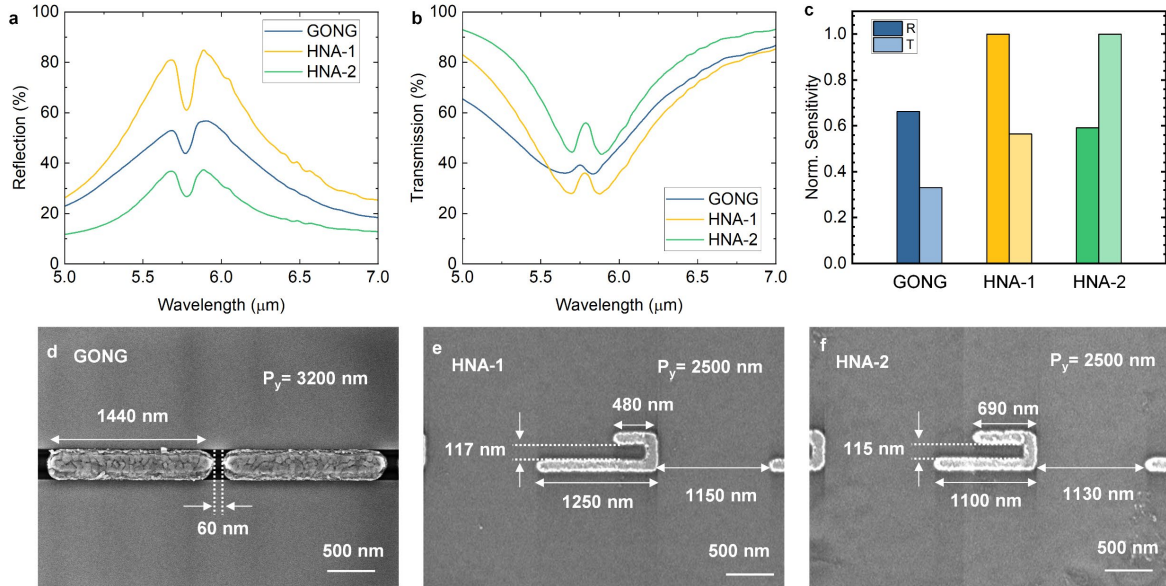 a
Reflection (%)
100
80
60
40
20
0
GONG
HNA-1
HNA-2
5.0 5.5 6.0 6.5 7.0
Wavelength (μm)
b
Transmission (%)
100
80
60
40
20
0
GONG
HNA-1
HNA-2
5.0 5.5 6.0 6.5 7.0
Wavelength (μm)
c
Norm. Sensitivity
1.0
0.8
0.6
0.4
0.2
0.0
R
T
GONG HNA-1 HNA-2
d GONG
Py= 3200 nm
1440 nm
60 nm
500 nm
e
HNA-1
Py= 2500 nm
480 nm
117 nm
1250 nm
1150 nm
500 nm
f
HNA-2
Py= 2500 nm
690 nm
115 nm
1100 nm
1130 nm
500 nm